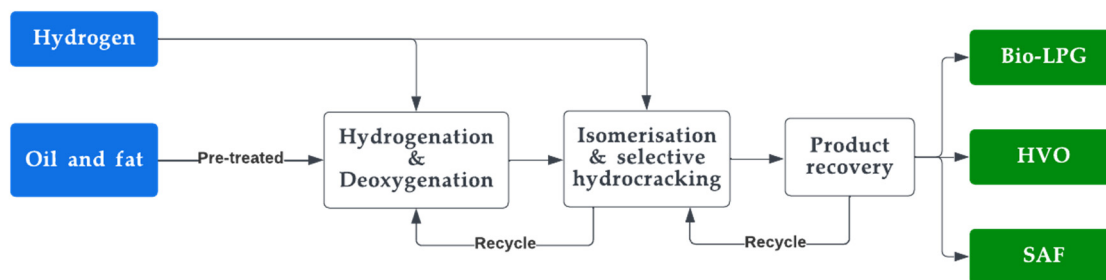 Hydrogen
Bio-LPG
Oil and fat
Pre-treated
Hydrogenation
&
Deoxygenation
Isomerisation
& selective
hydrocracking
Product
recovery
HVO
Recycle
Recycle
SAF